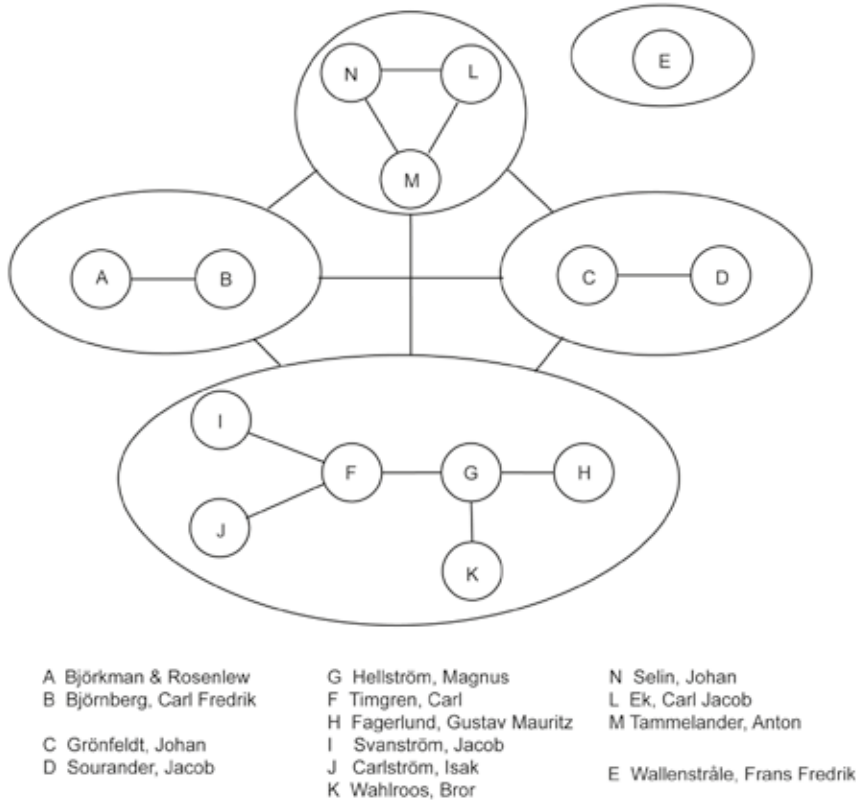 N
L
E
M
A
B
C
D
I
F
G
H
J
K
A Björkman & Rosenlew
B Björnberg, Carl Fredrik
C Grönfeldt, Johan
D Sourander, Jacob
G Hellström, Magnus
F Timgren, Carl
H Fagerlund, Gustav Mauritz
I Svanström, Jacob
J Carlström, Isak
K Wahlroos, Bror
N Selin, Johan
L Ek, Carl Jacob
M Tammelander, Anton
E Wallenstråle, Frans Fredrik